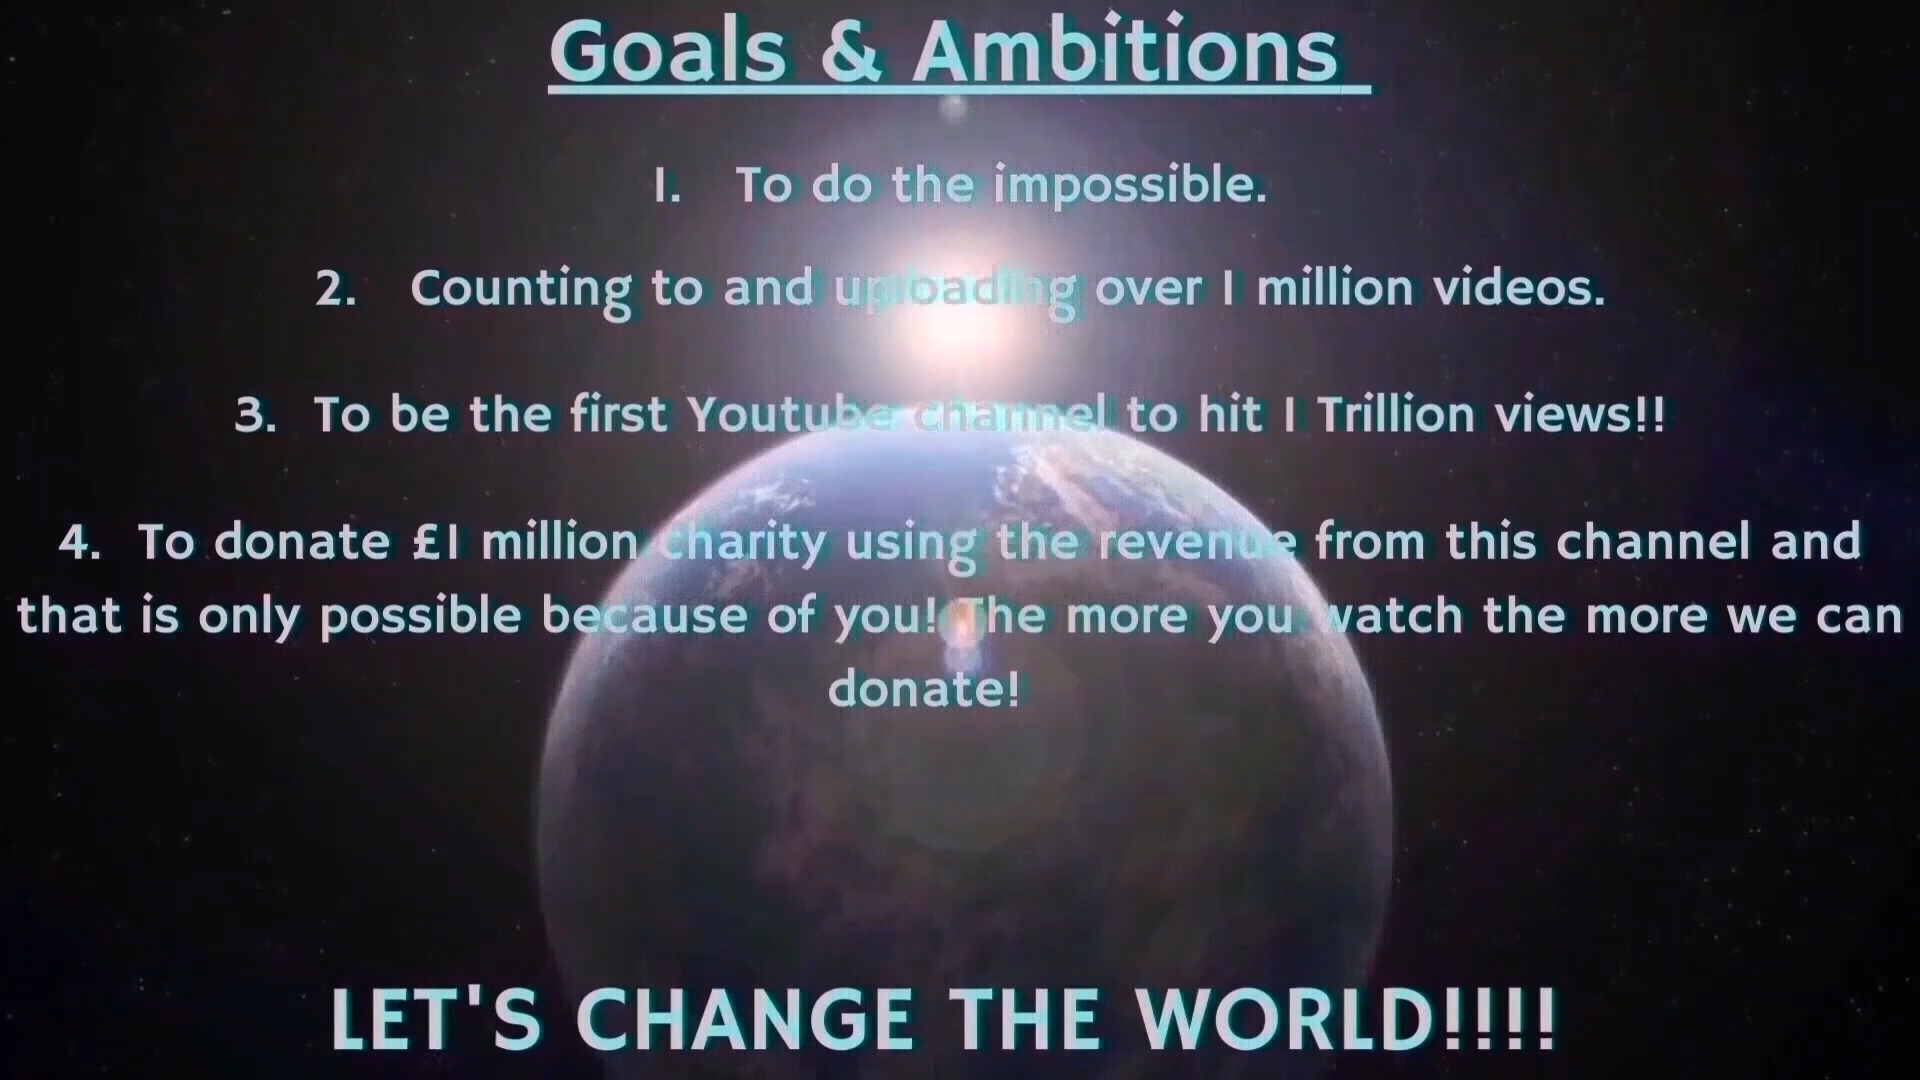 Goals & Ambitions
1. To do the impossible.
2. Counting to and uploading over 1 million videos.
3. To be the first Youtube channel to hit 1 Trillion views!!
4. To donate £1 million charity using the revenue from this channel and
that is only possible because of you! The more you watch the more we can
donate!
LET'S CHANGE THE WORLD!!!!